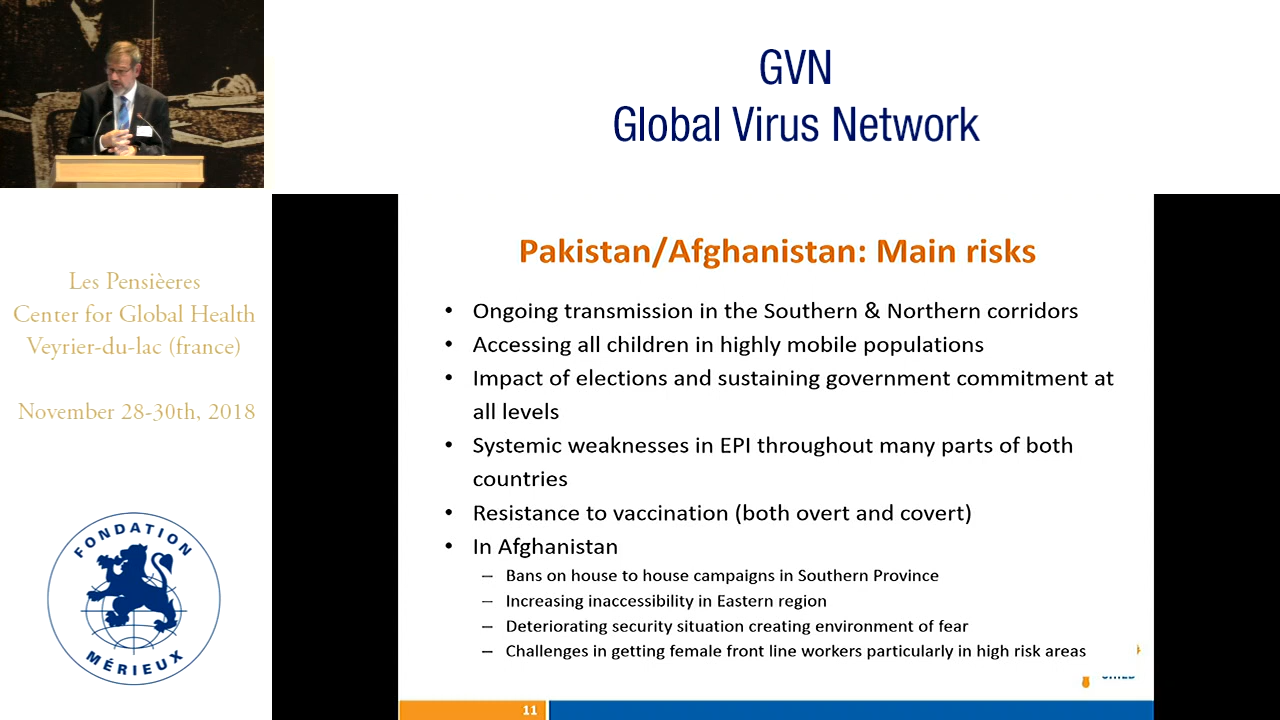 GVN
Global Virus Network
Les Pensièeres
Center for Global Health
Veyrier-du-lac (france)
November 28-30th, 2018
FONDATION
MÉRIEUX
Pakistan/Afghanistan: Main risks
• Ongoing transmission in the Southern & Northern corridors
• Accessing all children in highly mobile populations
• Impact of elections and sustaining government commitment at
all levels
• Systemic weaknesses in EPI throughout many parts of both
countries
• Resistance to vaccination (both overt and covert)
• In Afghanistan
– Bans on house to house campaigns in Southern Province
– Increasing inaccessibility in Eastern region
– Deteriorating security situation creating environment of fear
– Challenges in getting female front line workers particularly in high risk areas
11